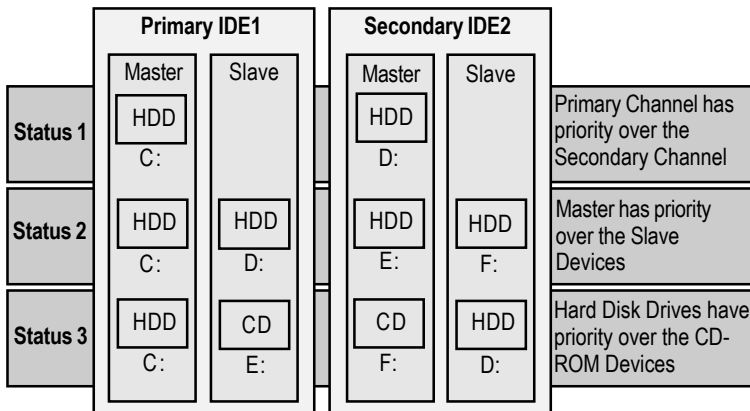 Primary IDE1
Secondary IDE2
Master
Slave
Master
Slave
Status 1
HDD
C:
HDD
D:
Primary Channel has
priority over the
Secondary Channel
Status 2
HDD
C:
HDD
D:
HDD
E:
HDD
F:
Master has priority
over the Slave
Devices
Status 3
HDD
C:
CD
E:
CD
F:
HDD
D:
Hard Disk Drives have
priority over the CD-
ROM Devices